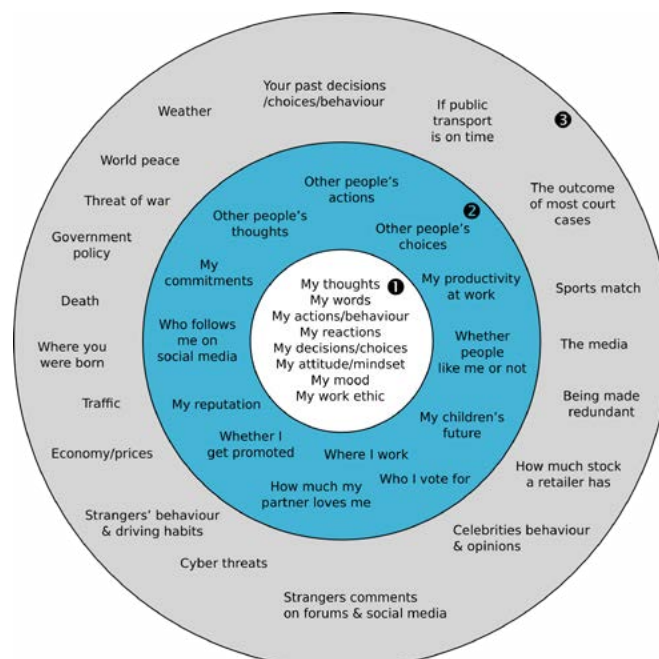 Your past decisions
/choices/behaviour
Weather
If public
transport
is on time
❸
World peace
The outcome
of most court
cases
Threat of war
Government
policy
Sports match
Death
The media
Where you
were born
Being made
redundant
Traffic
Economy/prices
How much stock
a retailer has
Strangers' behaviour
& driving habits
Celebrities behaviour
& opinions
Cyber threats
Strangers comments
on forums & social media
Other people's
actions
❷
Other people's
thoughts
Other people's
choices
My
commitments
My productivity
at work
Who follows
me on
social media
Whether
people
like me or not
My reputation
My children's
future
Whether I
get promoted
Where I work
How much my
partner loves me
Who I vote for
My thoughts ❶
My words
My actions/behaviour
My reactions
My decisions/choices
My attitude/mindset
My mood
My work ethic